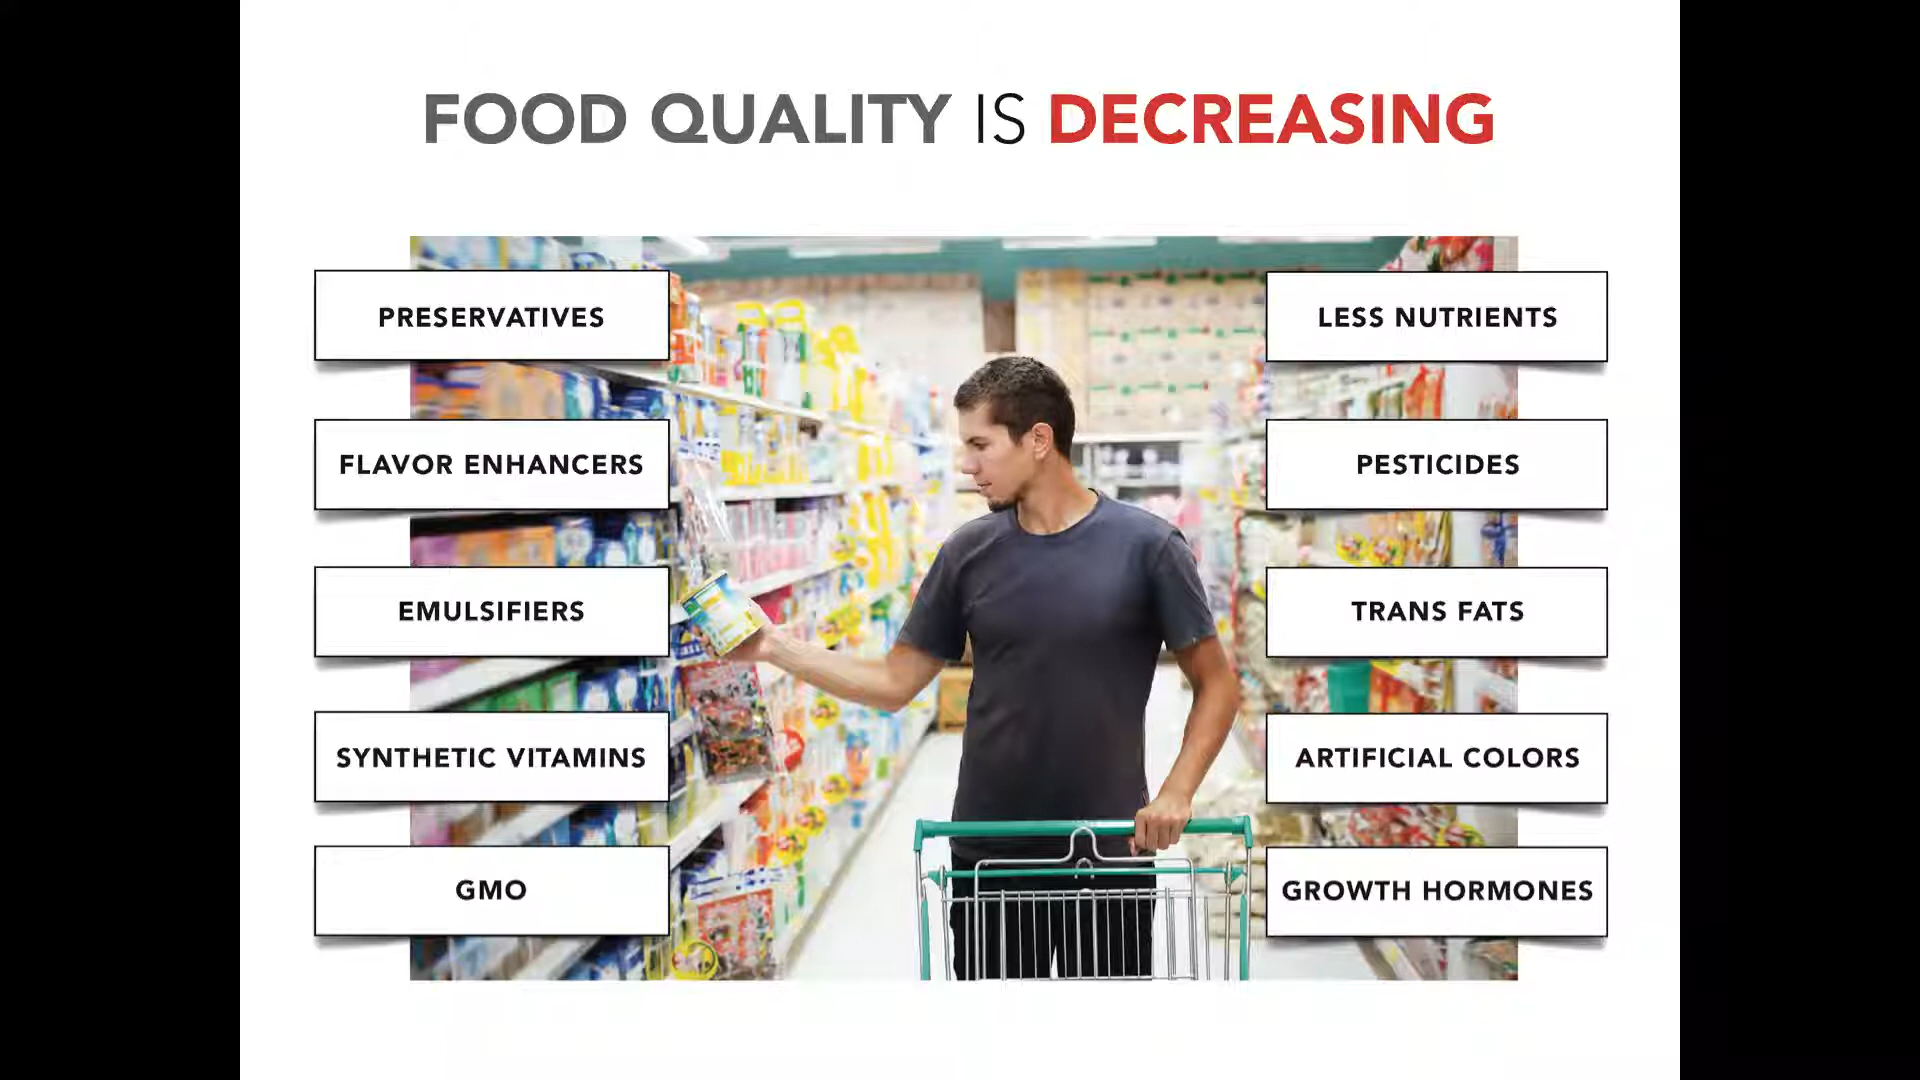 FOOD QUALITY IS DECREASING
PRESERVATIVES
FLAVOR ENHANCERS
EMULSIFIERS
SYNTHETIC VITAMINS
GMO
LESS NUTRIENTS
PESTICIDES
TRANS FATS
ARTIFICIAL COLORS
GROWTH HORMONES